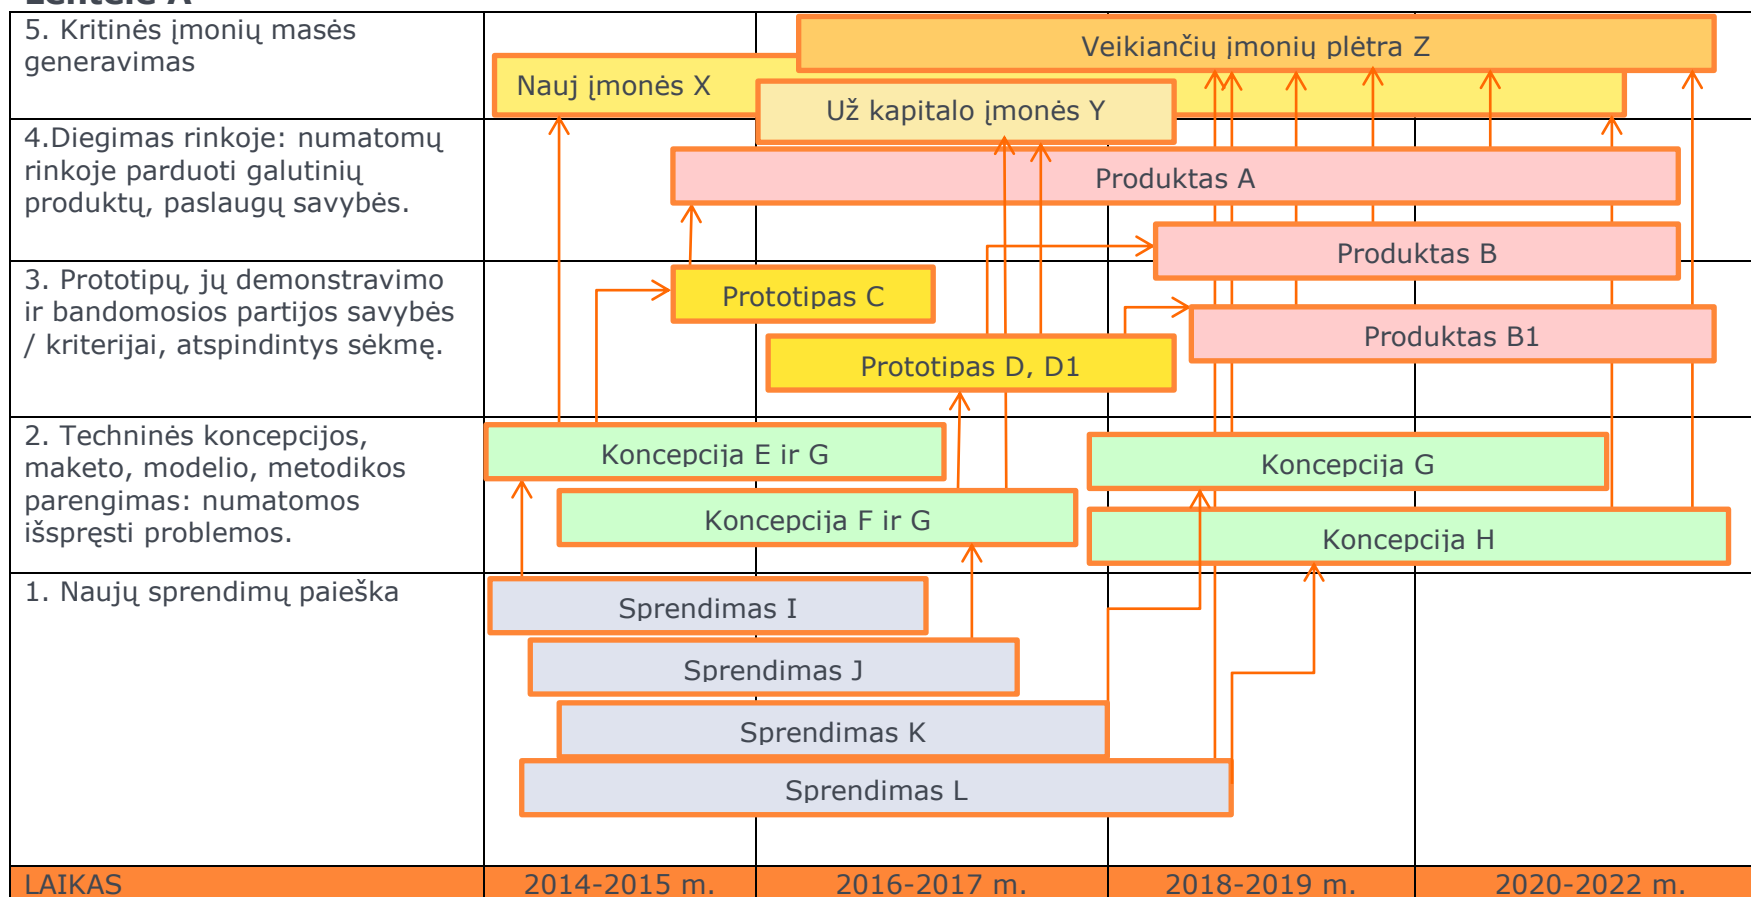 Lentelė A
5. Kritinės įmonių masės
generavimas
Veikiančių įmonių plėtra Z
Nauj įmonės X
Už kapitalo įmonės Y
4.Diegimas rinkoje: numatomų
rinkoje parduoti galutinių
produktų, paslaugų savybės.
Produktas A
Produktas B
3. Prototipų, jų demonstravimo
ir bandomosios partijos savybės
/ kriterijai, atspindintys sėkmę.
Prototipas C
Produktas B1
Prototipas D, D1
2. Techninės koncepcijos,
maketo, modelio, metodikos
parengimas: numatomos
išspręsti problemos.
Koncepcija E ir G
Koncepcija G
Koncepcija F ir G
Koncepcija H
1. Naujų sprendimų paieška
Sprendimas I
Sprendimas J
Sprendimas K
Sprendimas L
LAIKAS
2014-2015 m.
2016-2017 m.
2018-2019 m.
2020-2022 m.